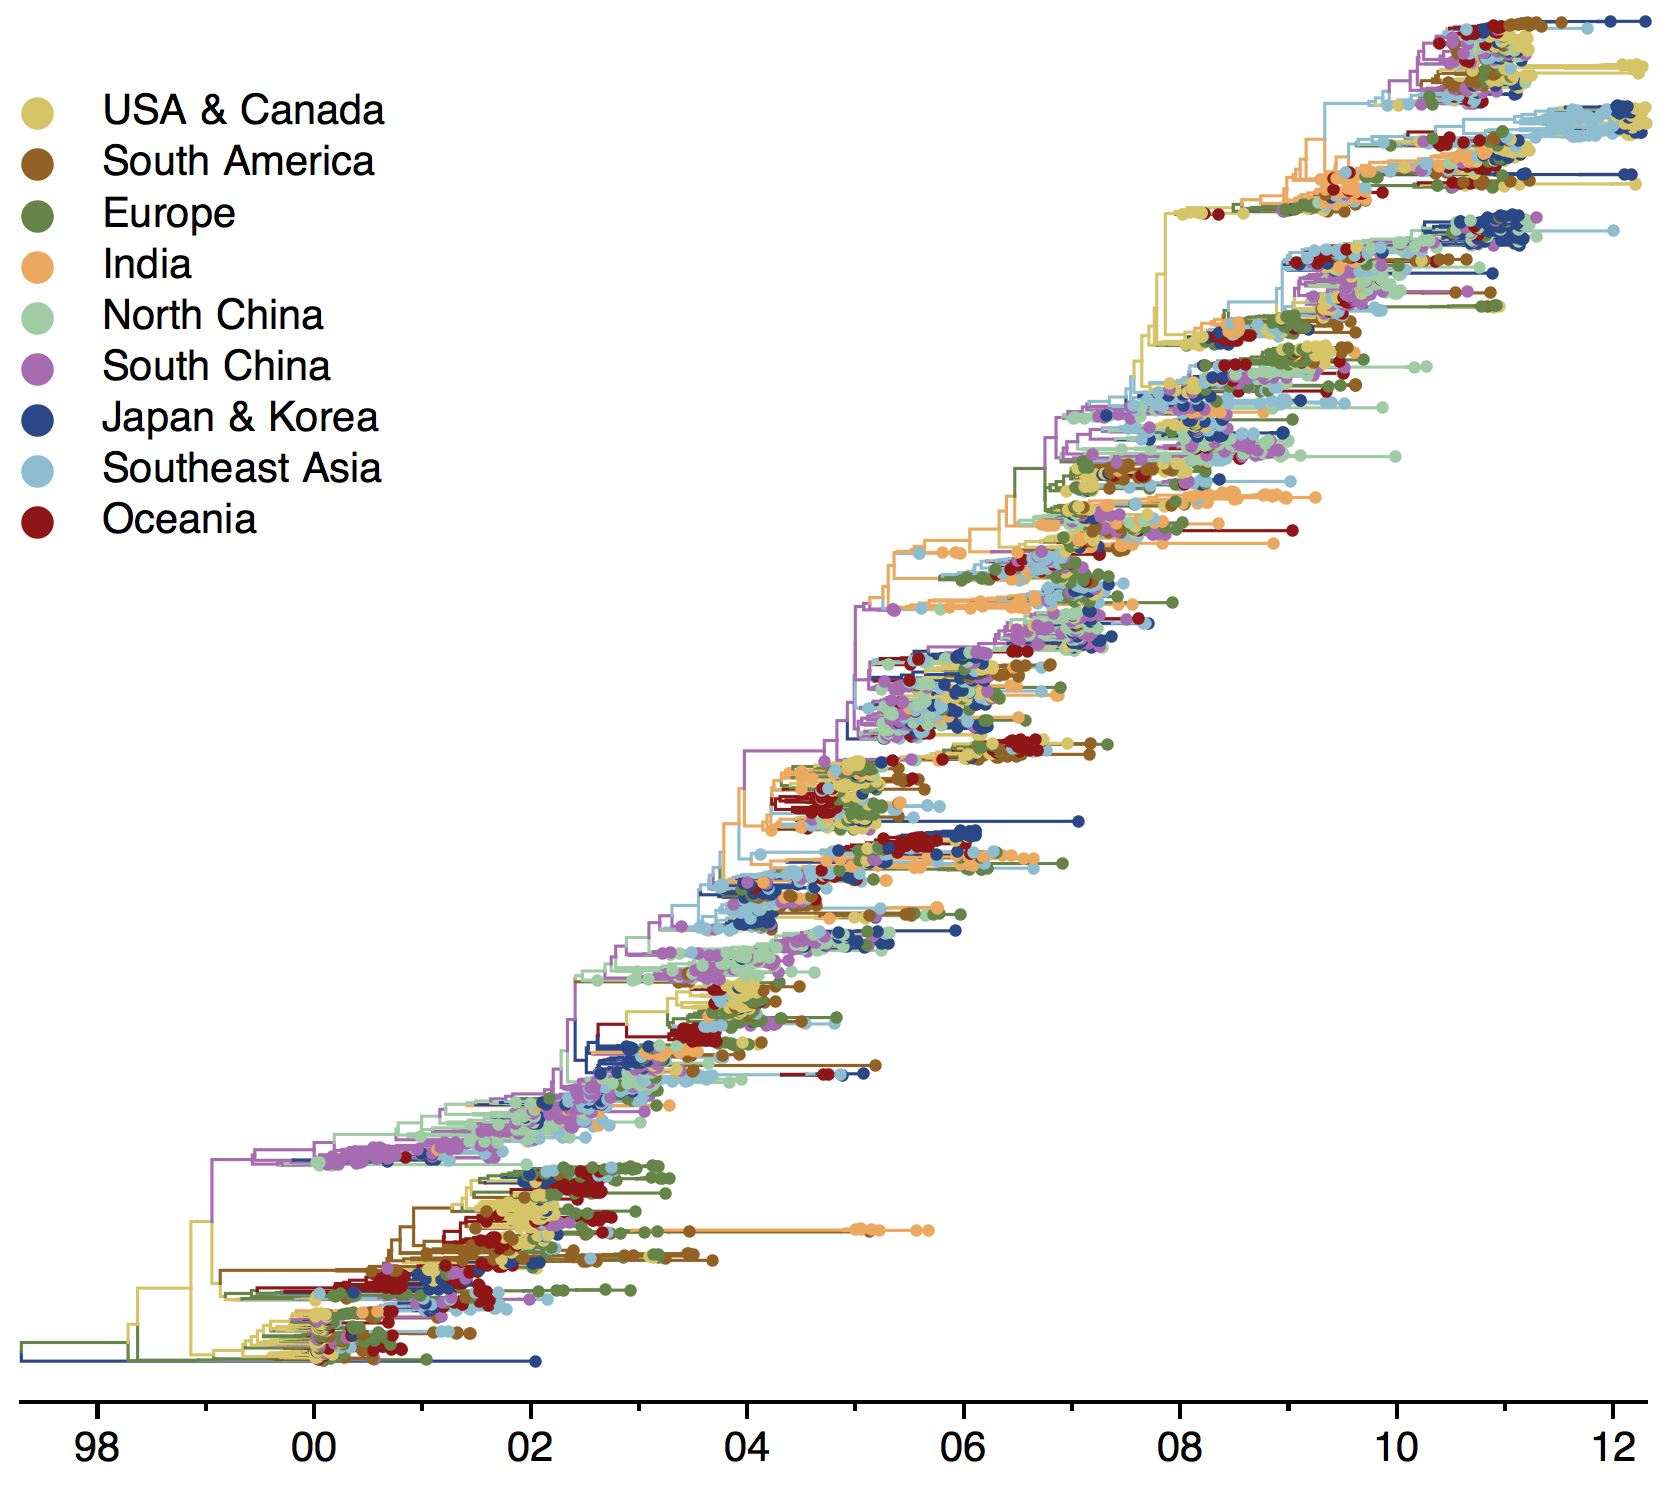 USA & Canada
South America
Europe
India
North China
South China
Japan & Korea
Southeast Asia
Oceania
98 00 02 04 06 08 10 12